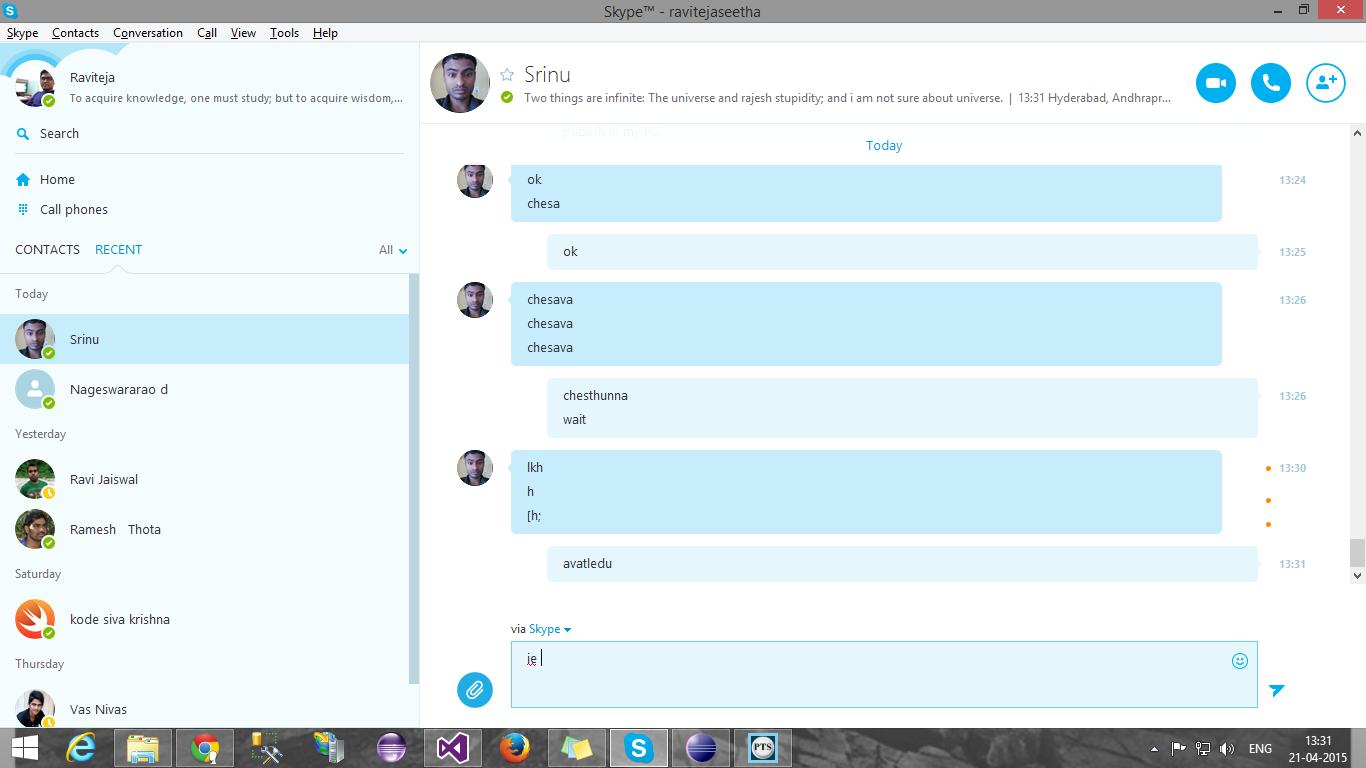 Skype™ - ravitejaseetha
Skype Contacts Conversation Call View Tools Help
Raviteja
To acquire knowledge, one must study; but to acquire wisdom,...
Search
Home
Call phones
CONTACTS RECENT All
Today
Srinu
Nageswararao d
Yesterday
Ravi Jaiswal
Ramesh Thota
Saturday
kode siva krishna
Thursday
Vas Nivas
Srinu
Two things are infinite: The universe and rajesh stupidity; and i am not sure about universe. | 13:31 Hyderabad, Andhrapr...
publish in my PC
Today
ok 13:24
chesa
ok 13:25
chesava 13:26
chesava
chesava
chesthunna 13:26
wait
lkh 13:30
h
[h;
avatledu 13:31
via Skype
ie
PTS
ENG
13:31
21-04-2015